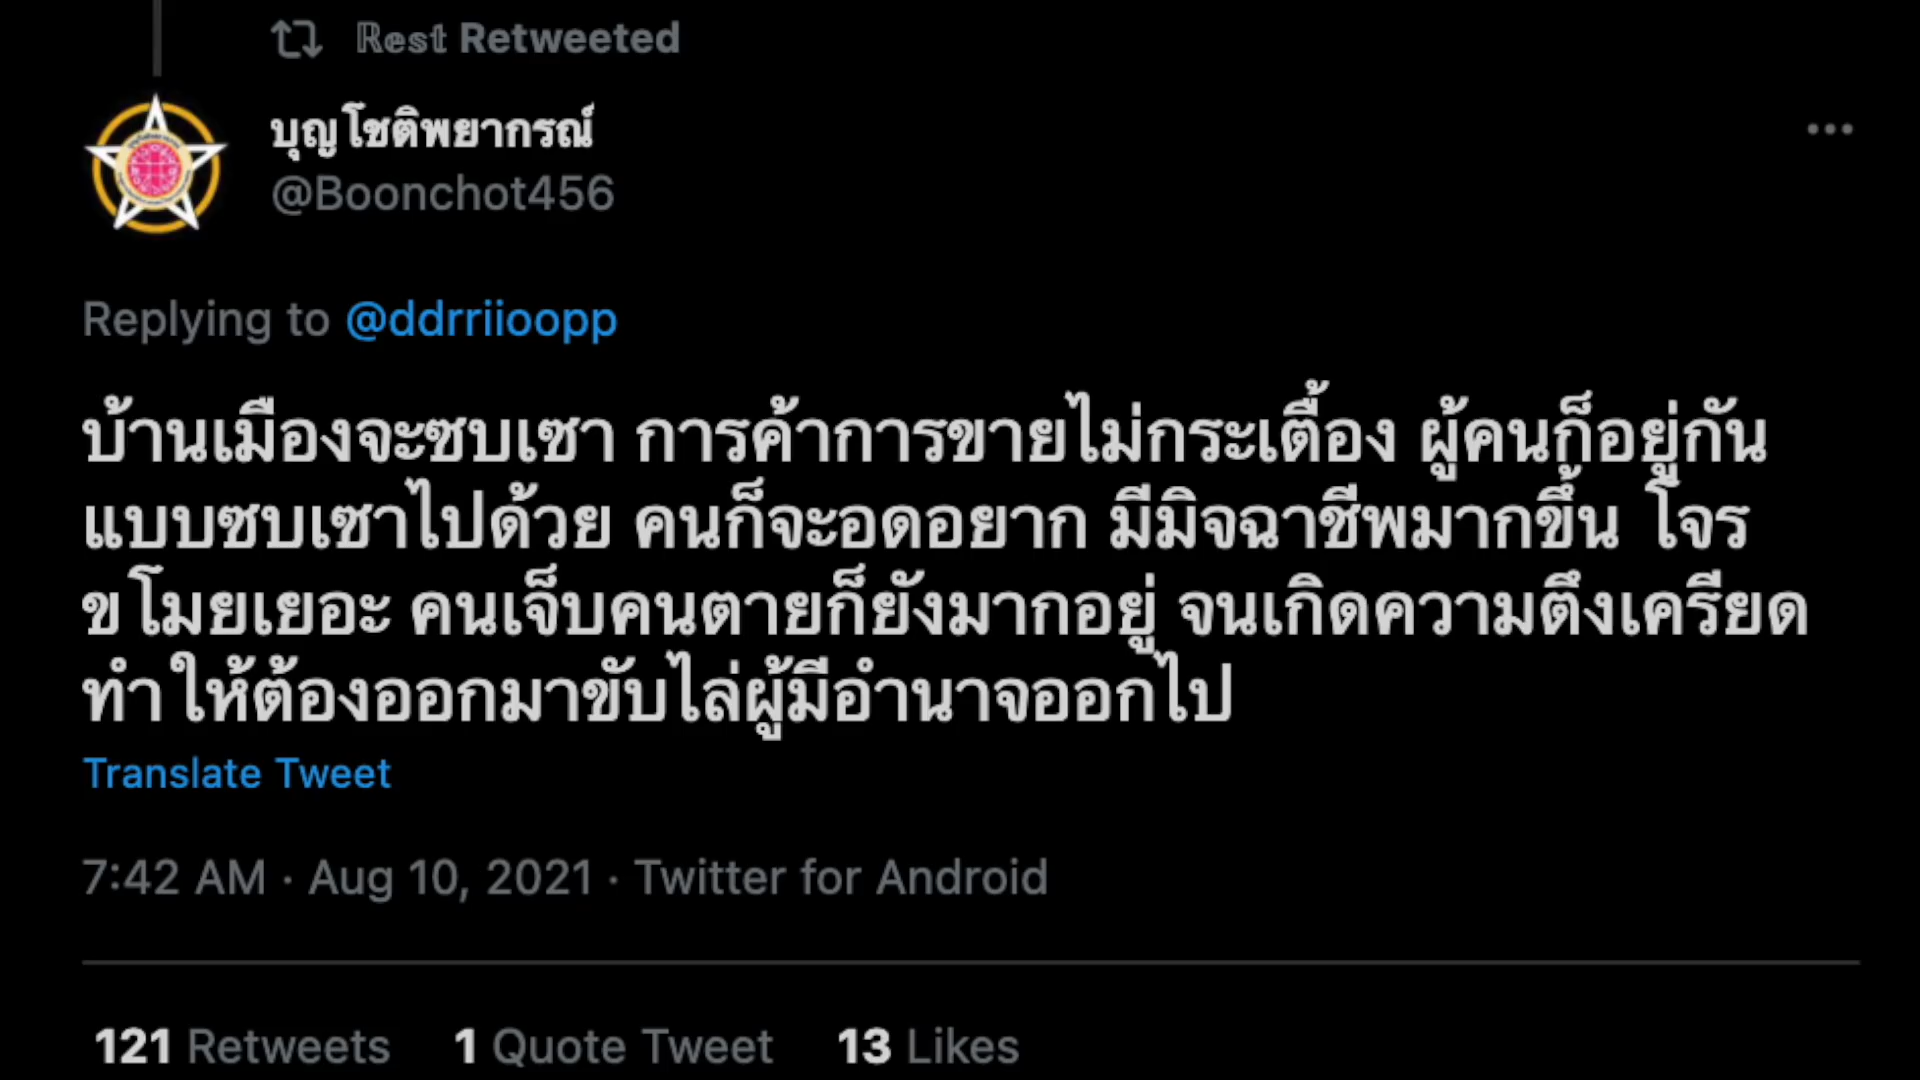 ℝ𝕖𝕤𝕥 Retweeted
บุญโชติพยากรณ์
@Boonchot456
Replying to @ddrriioopp
บ้านเมืองจะซบเซา การค้าการขายไม่กระเตื้อง ผู้คนก็อยู่กัน
แบบซบเซาไปด้วย คนก็จะอดอยาก มีมิจฉาชีพมากขึ้น โจร
ขโมยเยอะ คนเจ็บคนตายก็ยังมากอยู่ จนเกิดความตึงเครียด
ทำให้ต้องออกมาขับไล่ผู้มีอำนาจออกไป
Translate Tweet
7:42 AM · Aug 10, 2021 · Twitter for Android
121 Retweets 1 Quote Tweet 13 Likes